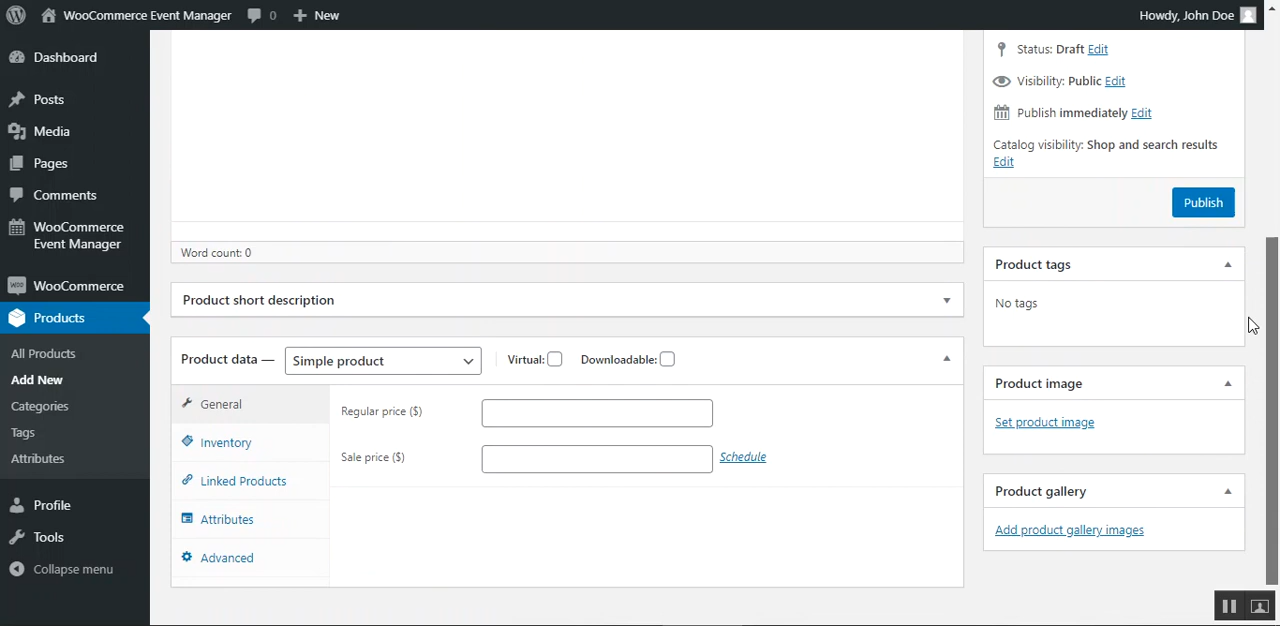 WooCommerce Event Manager 0 New Howdy, John Doe
Dashboard
Posts
Media
Pages
Comments
WooCommerce
Event Manager
WooCommerce
Products
All Products
Add New
Categories
Tags
Attributes
Profile
Tools
Collapse menu
Word count: 0
Product short description
Product data — Simple product Virtual: Downloadable:
General
Inventory
Linked Products
Attributes
Advanced
Regular price ($)
Sale price ($) Schedule
Status: Draft Edit
Visibility: Public Edit
Publish immediately Edit
Catalog visibility: Shop and search results
Edit
Publish
Product tags
No tags
Product image
Set product image
Product gallery
Add product gallery images